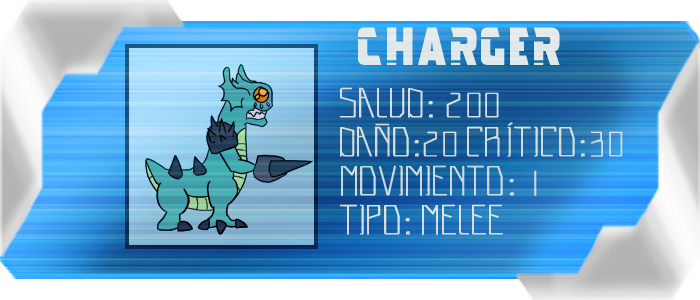 CHARGER
SALUD: 200
DAÑO:20 CRÍTICO:30
MOVIMIENTO: 1
TIPO: MELEE